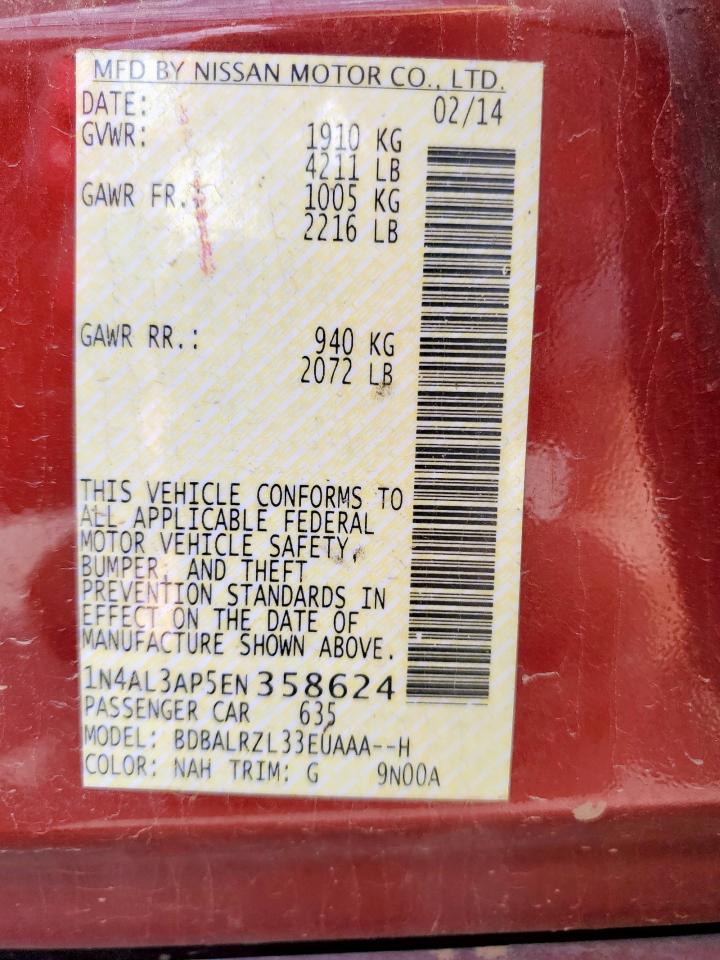 MFD BY NISSAN MOTOR CO., LTD.
DATE: 02/14
GVWR: 1910 KG
4211 LB
GAWR FR.: 1005 KG
2216 LB
GAWR RR.: 940 KG
2072 LB
THIS VEHICLE CONFORMS TO
ALL APPLICABLE FEDERAL
MOTOR VEHICLE SAFETY,
BUMPER, AND THEFT
PREVENTION STANDARDS IN
EFFECT ON THE DATE OF
MANUFACTURE SHOWN ABOVE.
1N4AL3AP5EN358624
PASSENGER CAR 635
MODEL: BDBALRZL33EUAAA--H
COLOR: NAH TRIM: G 9N00A